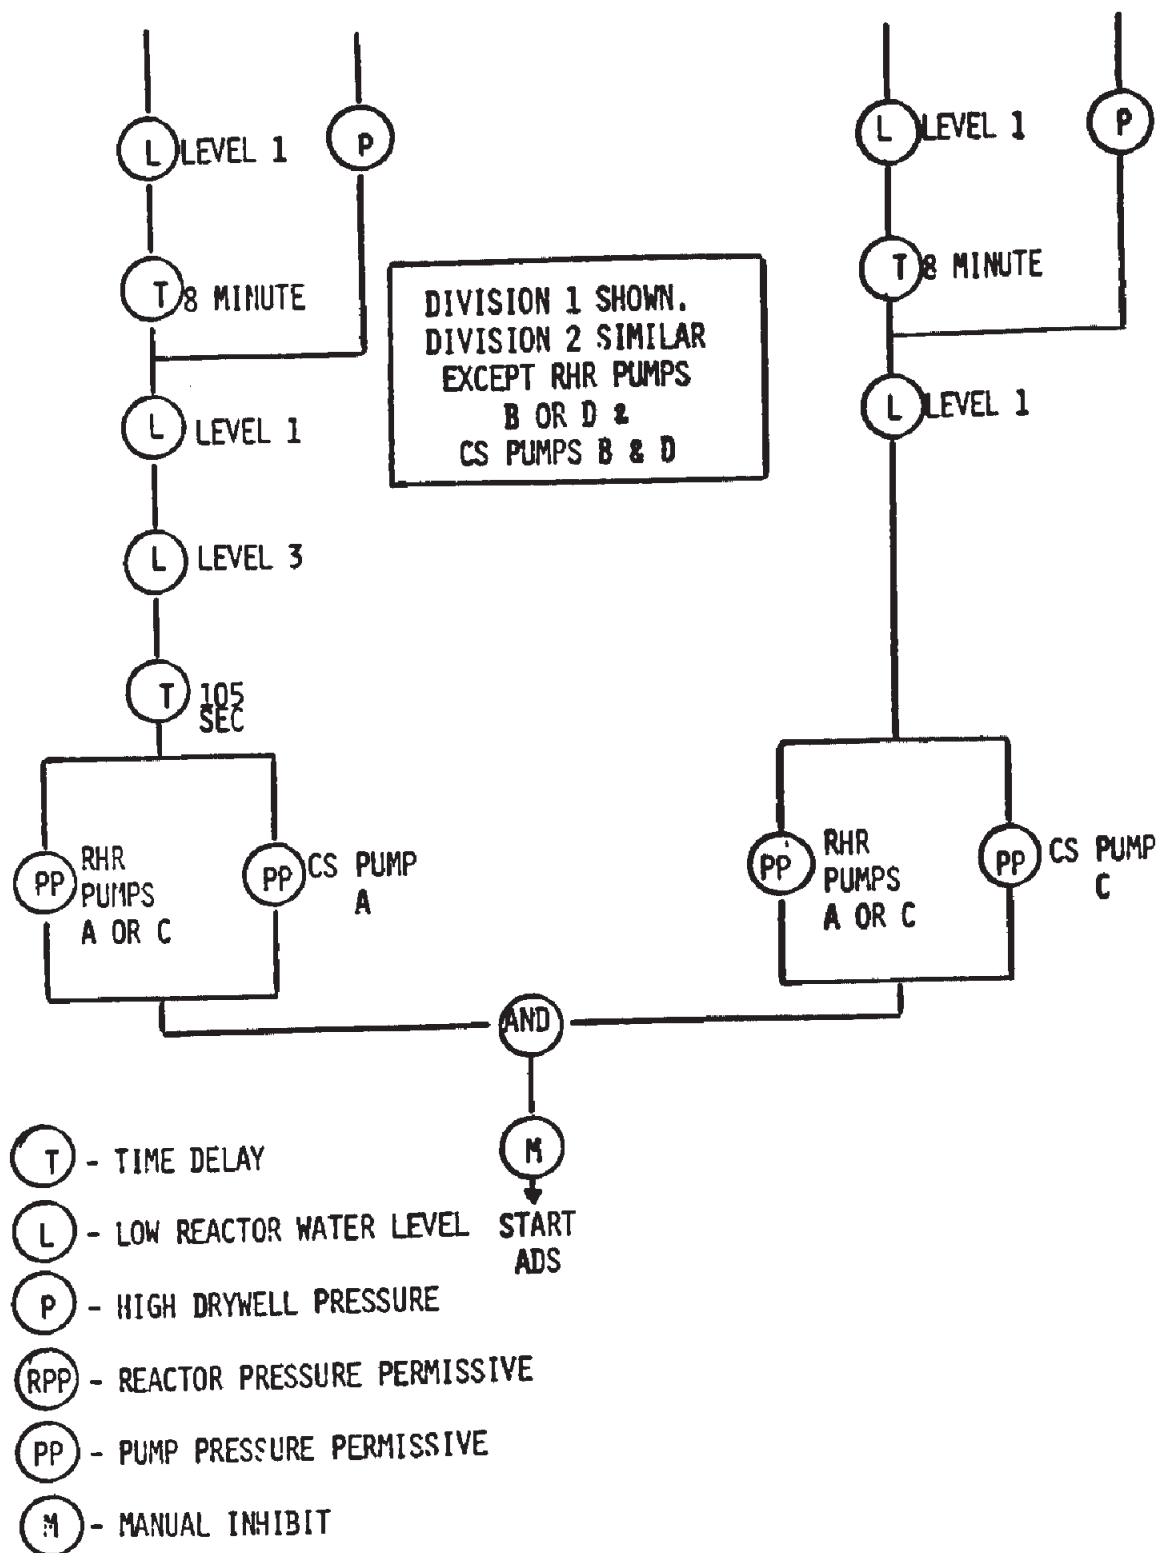 L LEVEL 1
P
L LEVEL 1
P
T 8 MINUTE
T 8 MINUTE
DIVISION 1 SHOWN.
DIVISION 2 SIMILAR
EXCEPT RHR PUMPS
B OR D &
CS PUMPS B & D
L LEVEL 1
L LEVEL 1
L LEVEL 3
T 105
SEC
PP RHR
PUMPS
A OR C
PP CS PUMP
A
PP RHR
PUMPS
A OR C
PP CS PUMP
C
AND
M
START
ADS
T - TIME DELAY
L - LOW REACTOR WATER LEVEL
P - HIGH DRYWELL PRESSURE
RPP - REACTOR PRESSURE PERMISSIVE
PP - PUMP PRESSURE PERMISSIVE
M - MANUAL INHIBIT